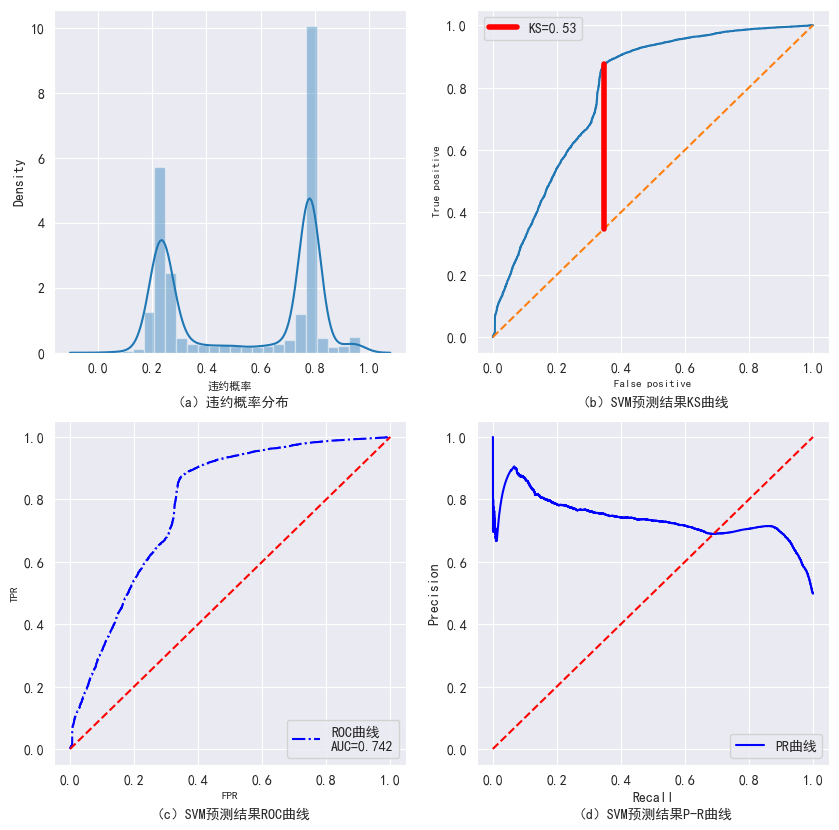 10
8
6
4
2
0
Density
0.0 0.2 0.4 0.6 0.8 1.0
违约概率
（a）违约概率分布
KS=0.53
1.0
0.8
0.6
0.4
0.2
0.0
True positive
0.0 0.2 0.4 0.6 0.8 1.0
False positive
（b）SVM预测结果KS曲线
1.0
0.8
0.6
0.4
0.2
0.0
TPR
ROC曲线
AUC=0.742
0.0 0.2 0.4 0.6 0.8 1.0
FPR
（c）SVM预测结果ROC曲线
1.0
0.8
0.6
0.4
0.2
0.0
Precision
PR曲线
0.0 0.2 0.4 0.6 0.8 1.0
Recall
（d）SVM预测结果P-R曲线